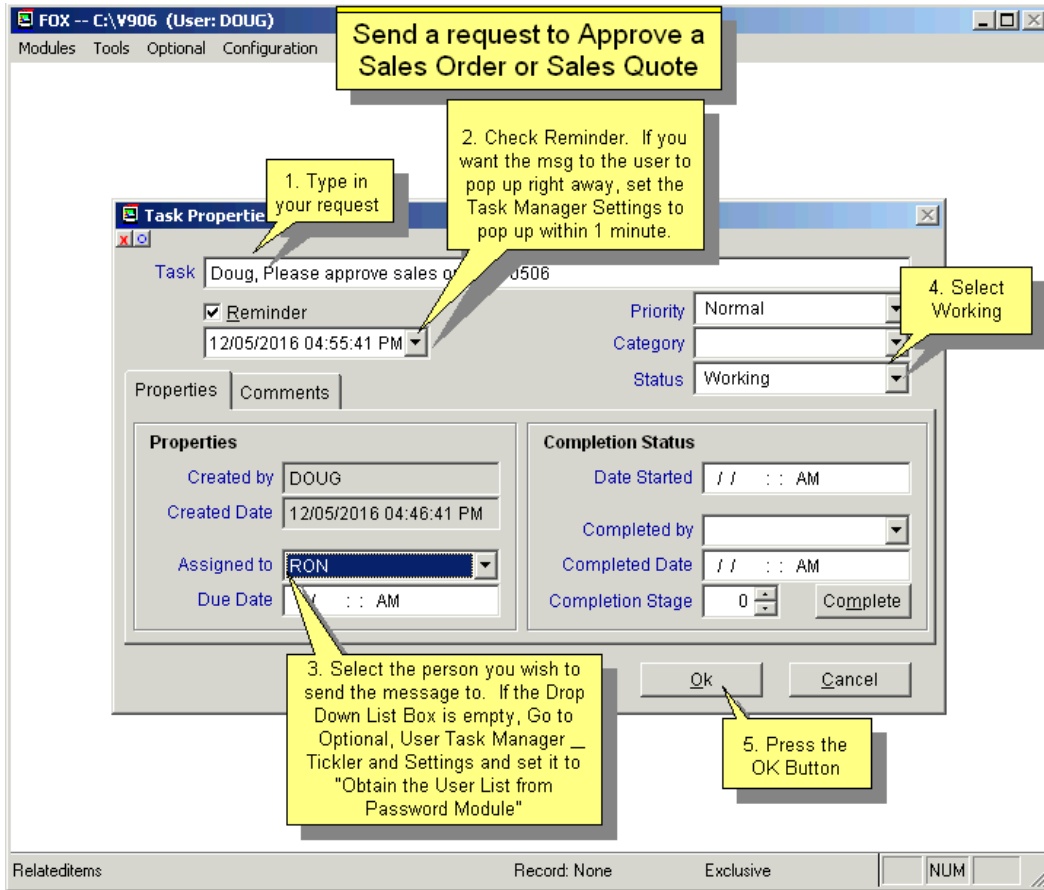 FOX -- C:\V906 (User: DOUG)
Modules Tools Optional Configuration
Send a request to Approve a
Sales Order or Sales Quote
2. Check Reminder. If you
want the msg to the user to
pop up right away, set the
Task Manager Settings to
pop up within 1 minute.
1. Type in
your request
Task Propertie
Task Doug, Please approve sales o 0506
4. Select
Working
Reminder
12/05/2016 04:55:41 PM
Priority Normal
Category
Status Working
Properties Comments
Properties
Created by DOUG
Created Date 12/05/2016 04:46:41 PM
Assigned to RON
Due Date / : : AM
Completion Status
Date Started / / : : AM
Completed by
Completed Date / / : : AM
Completion Stage 0 Complete
3. Select the person you wish to
send the message to. If the Drop
Down List Box is empty, Go to
Optional, User Task Manager _
Tickler and Settings and set it to
"Obtain the User List from
Password Module"
Ok Cancel
5. Press the
OK Button
Relateditems Record: None Exclusive NUM